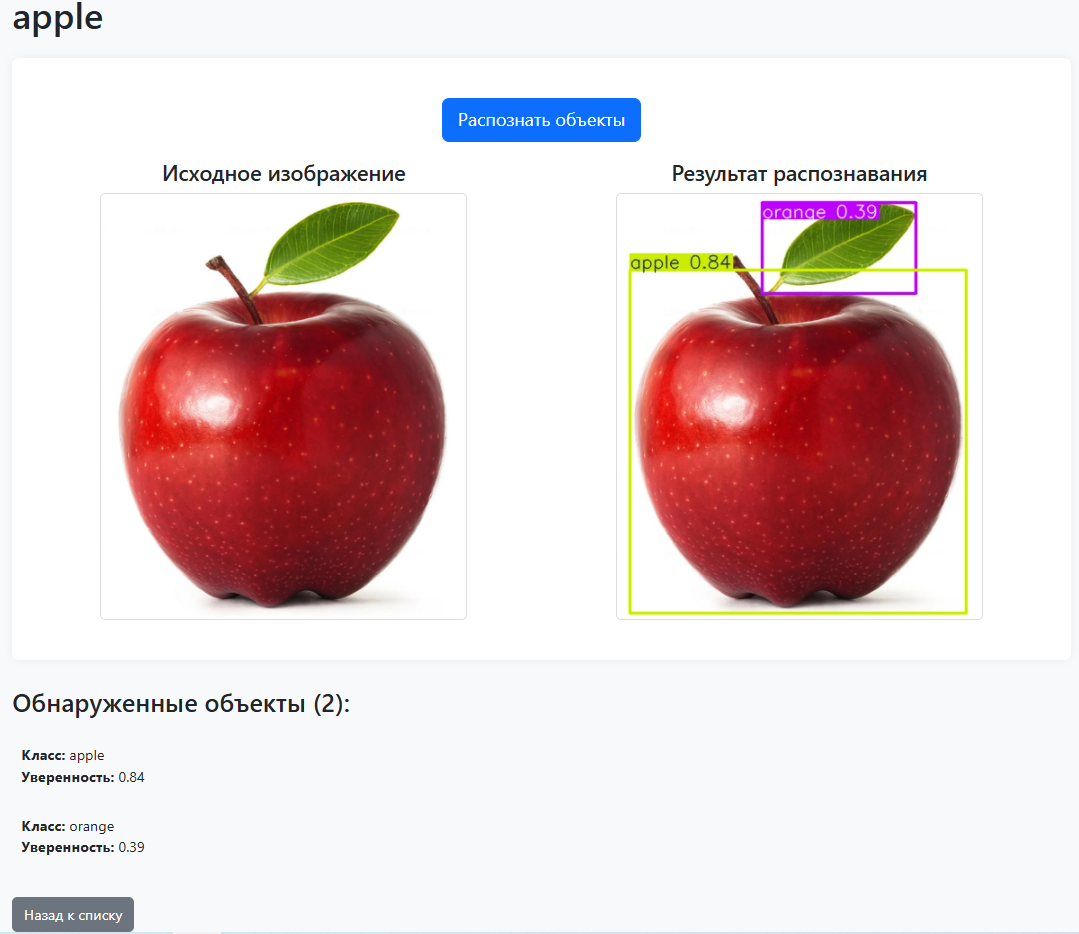 apple
Распознать объекты
Исходное изображение
Результат распознавания
orange 0.39
apple 0.84
Обнаруженные объекты (2):
Класс: apple
Уверенность: 0.84
Класс: orange
Уверенность: 0.39
Назад к списку